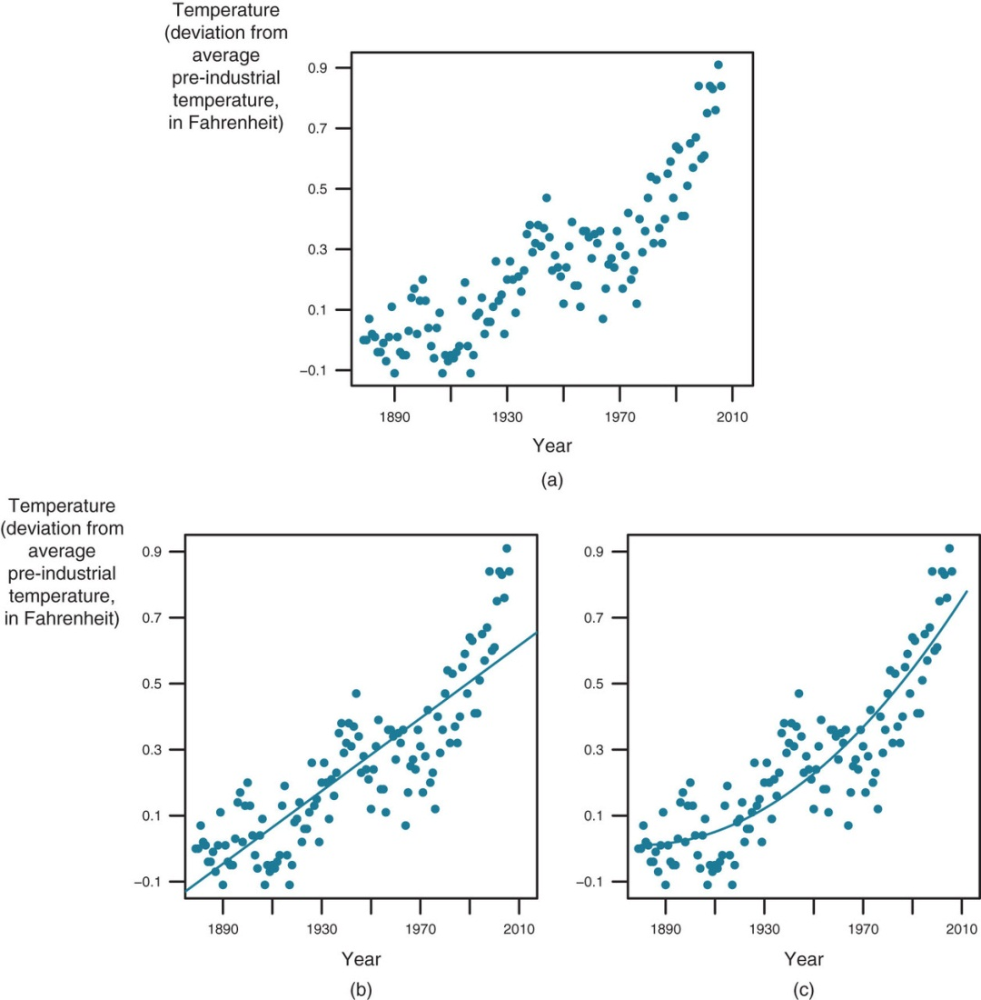 Temperature
(deviation from
average
pre-industrial
temperature,
in Fahrenheit)
0.9
0.7
0.5
0.3
0.1
−0.1
1890 1930 1970 2010
Year
(a)
Temperature
(deviation from
average
pre-industrial
temperature,
in Fahrenheit)
0.9
0.7
0.5
0.3
0.1
−0.1
1890 1930 1970 2010
Year
(b)
0.9
0.7
0.5
0.3
0.1
−0.1
1890 1930 1970 2010
Year
(c)